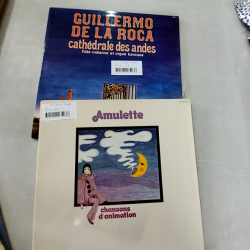 GUILLERMO
DE LA ROCA
cathédrale des andes
flûte indienne et orgue baroque
Amulette
chansons
d'animation